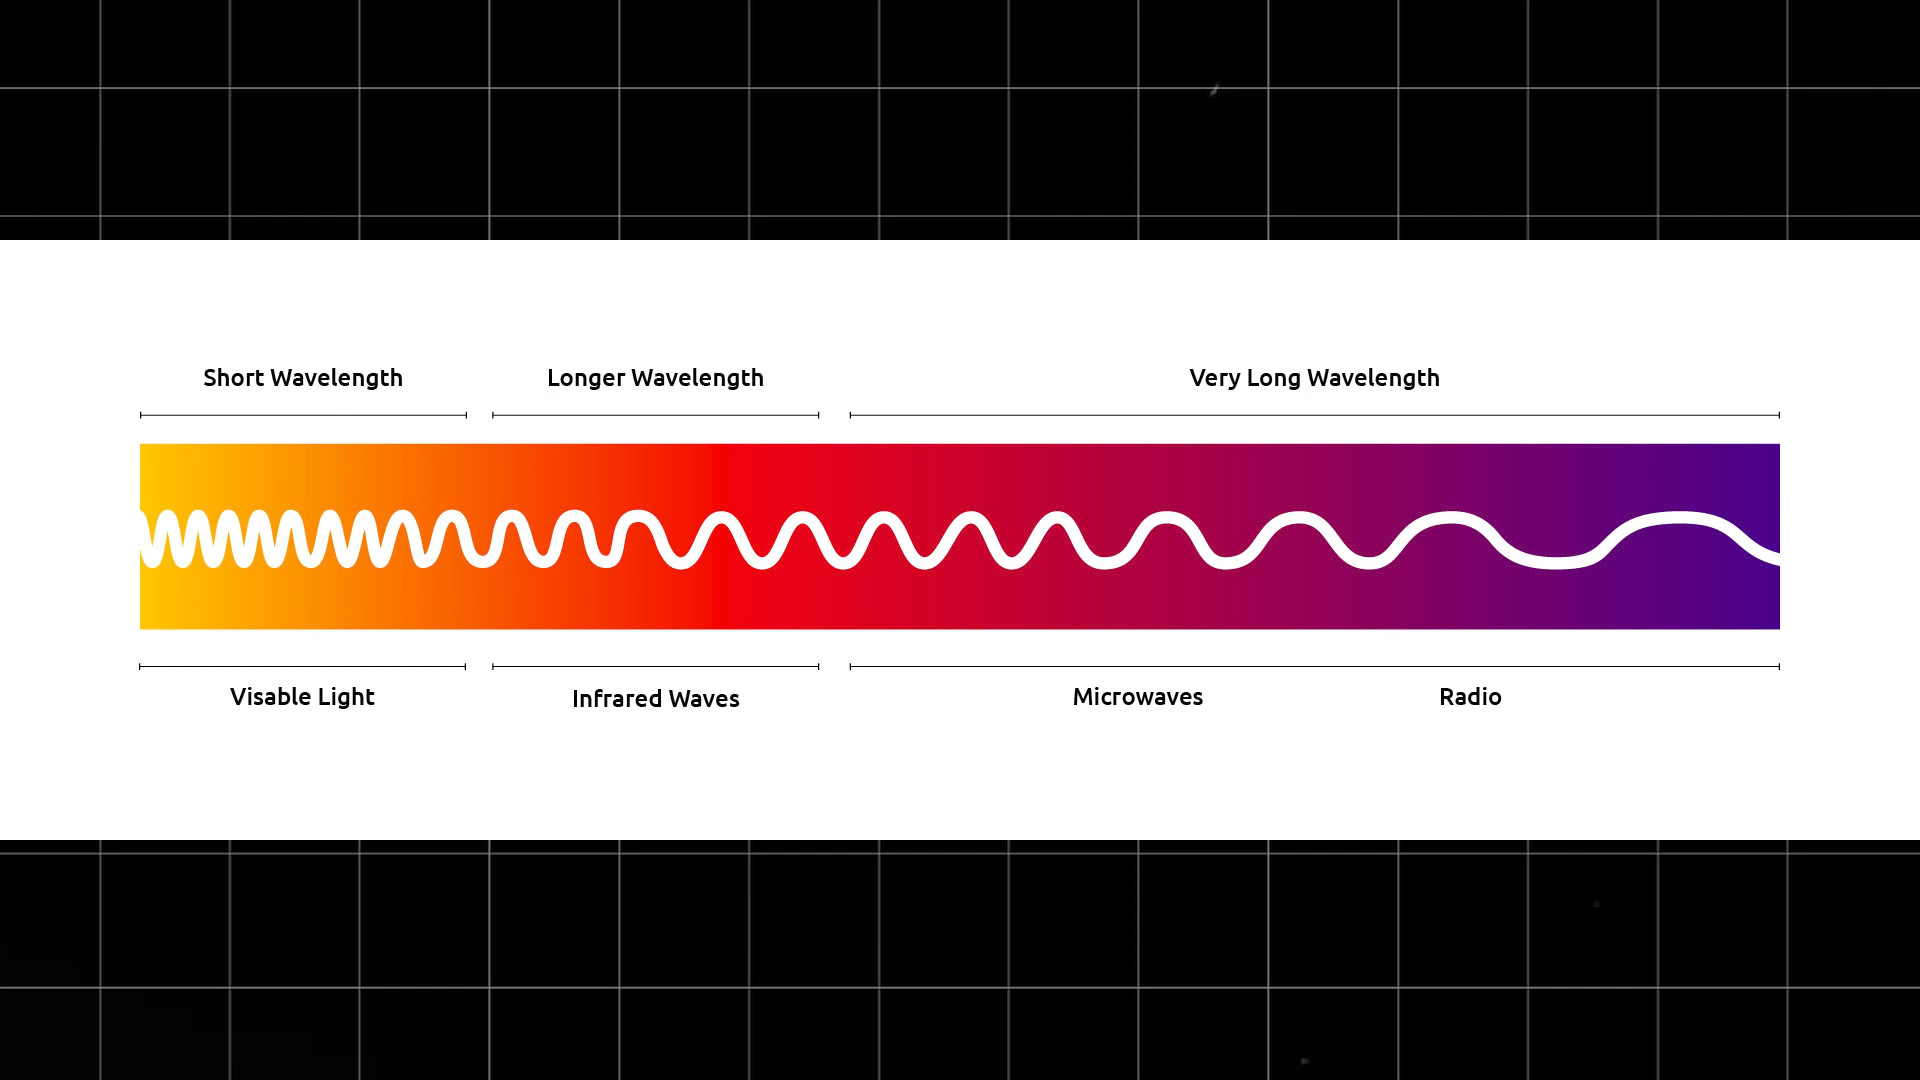 Short Wavelength
Longer Wavelength
Very Long Wavelength
Visable Light
Infrared Waves
Microwaves
Radio